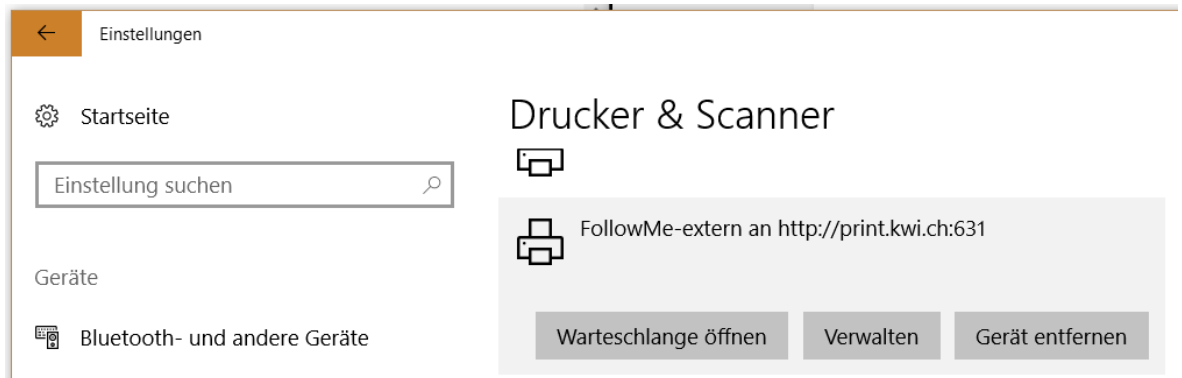 Einstellungen
Startseite
Einstellung suchen
Geräte
Bluetooth- und andere Geräte
Drucker & Scanner
FollowMe-extern an http://print.kwi.ch:631
Warteschlange öffnen Verwalten Gerät entfernen